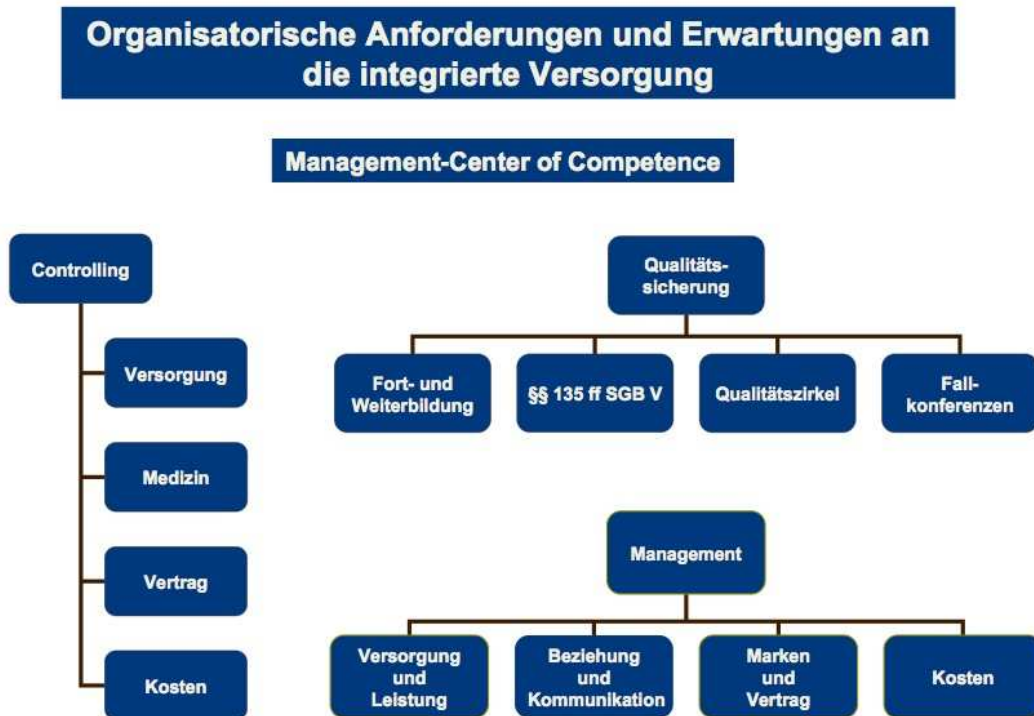 Organisatorische Anforderungen und Erwartungen an
die integrierte Versorgung
Management-Center of Competence
Controlling
Versorgung
Medizin
Vertrag
Kosten
Qualitäts-
sicherung
Fort- und
Weiterbildung
§§ 135 ff SGB V
Qualitätszirkel
Fall-
konferenzen
Management
Versorgung
und
Leistung
Beziehung
und
Kommunikation
Marken
und
Vertrag
Kosten